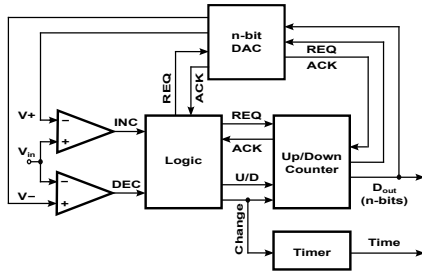 n-bit
DAC
REQ
ACK
REQ
ACK
V+
INC
REQ
ACK
Vin
Logic
Up/Down
Counter
DEC
U/D
V−
Dout
(n-bits)
Change
Timer
Time